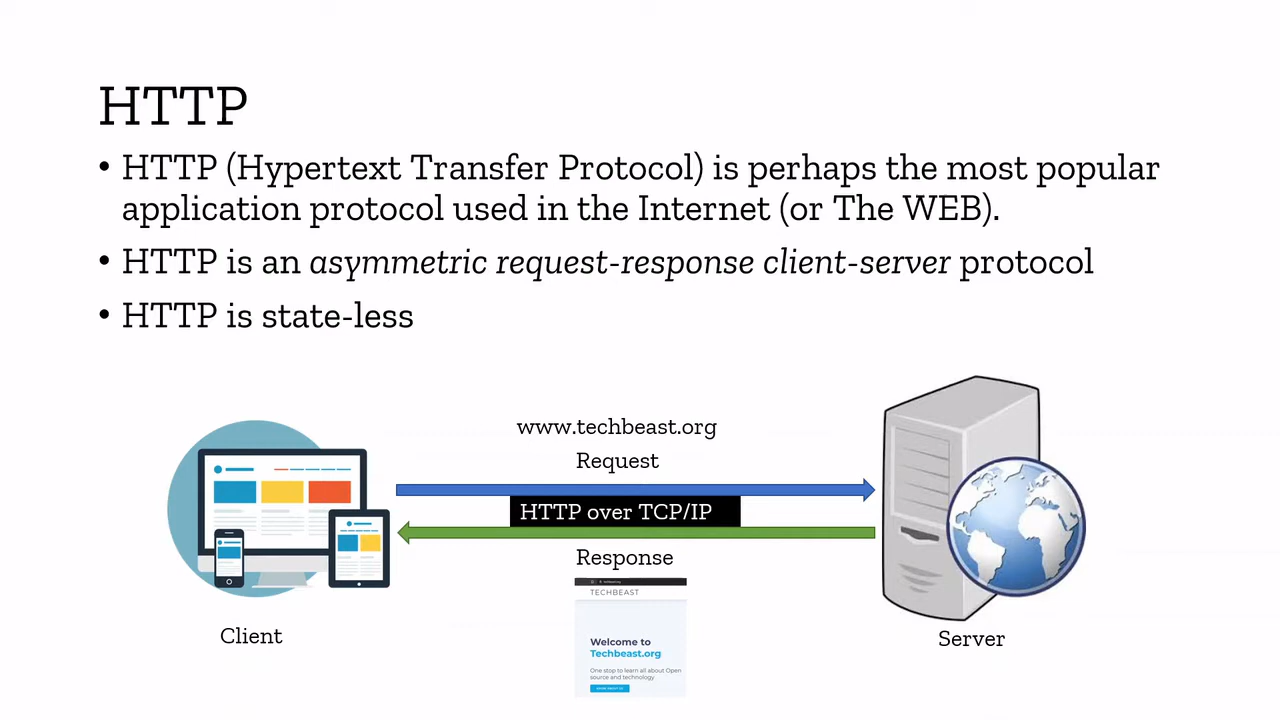 HTTP
• HTTP (Hypertext Transfer Protocol) is perhaps the most popular
application protocol used in the Internet (or The WEB).
• HTTP is an asymmetric request-response client-server protocol
• HTTP is state-less
www.techbeast.org
Request
HTTP over TCP/IP
Response
TECHBEAST
Welcome to
Techbeast.org
One stop to learn all about Open
source and technology
Client
Server